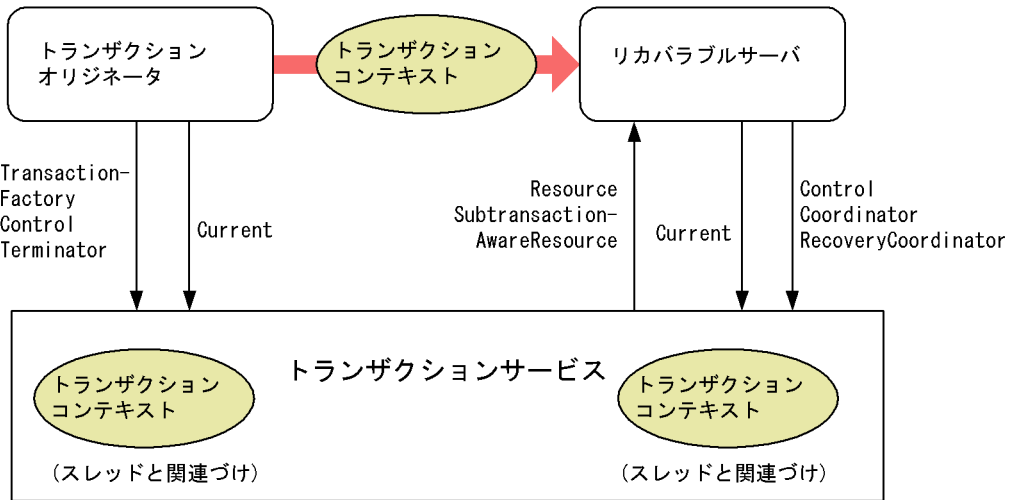 トランザクション
オリジネータ
トランザクション
コンテキスト
リカバラブルサーバ
Transaction-
Factory
Control
Terminator
Current
Resource
Subtransaction-
AwareResource
Current
Control
Coordinator
RecoveryCoordinator
トランザクションサービス
トランザクション
コンテキスト
(スレッドと関連づけ)
トランザクション
コンテキスト
(スレッドと関連づけ)